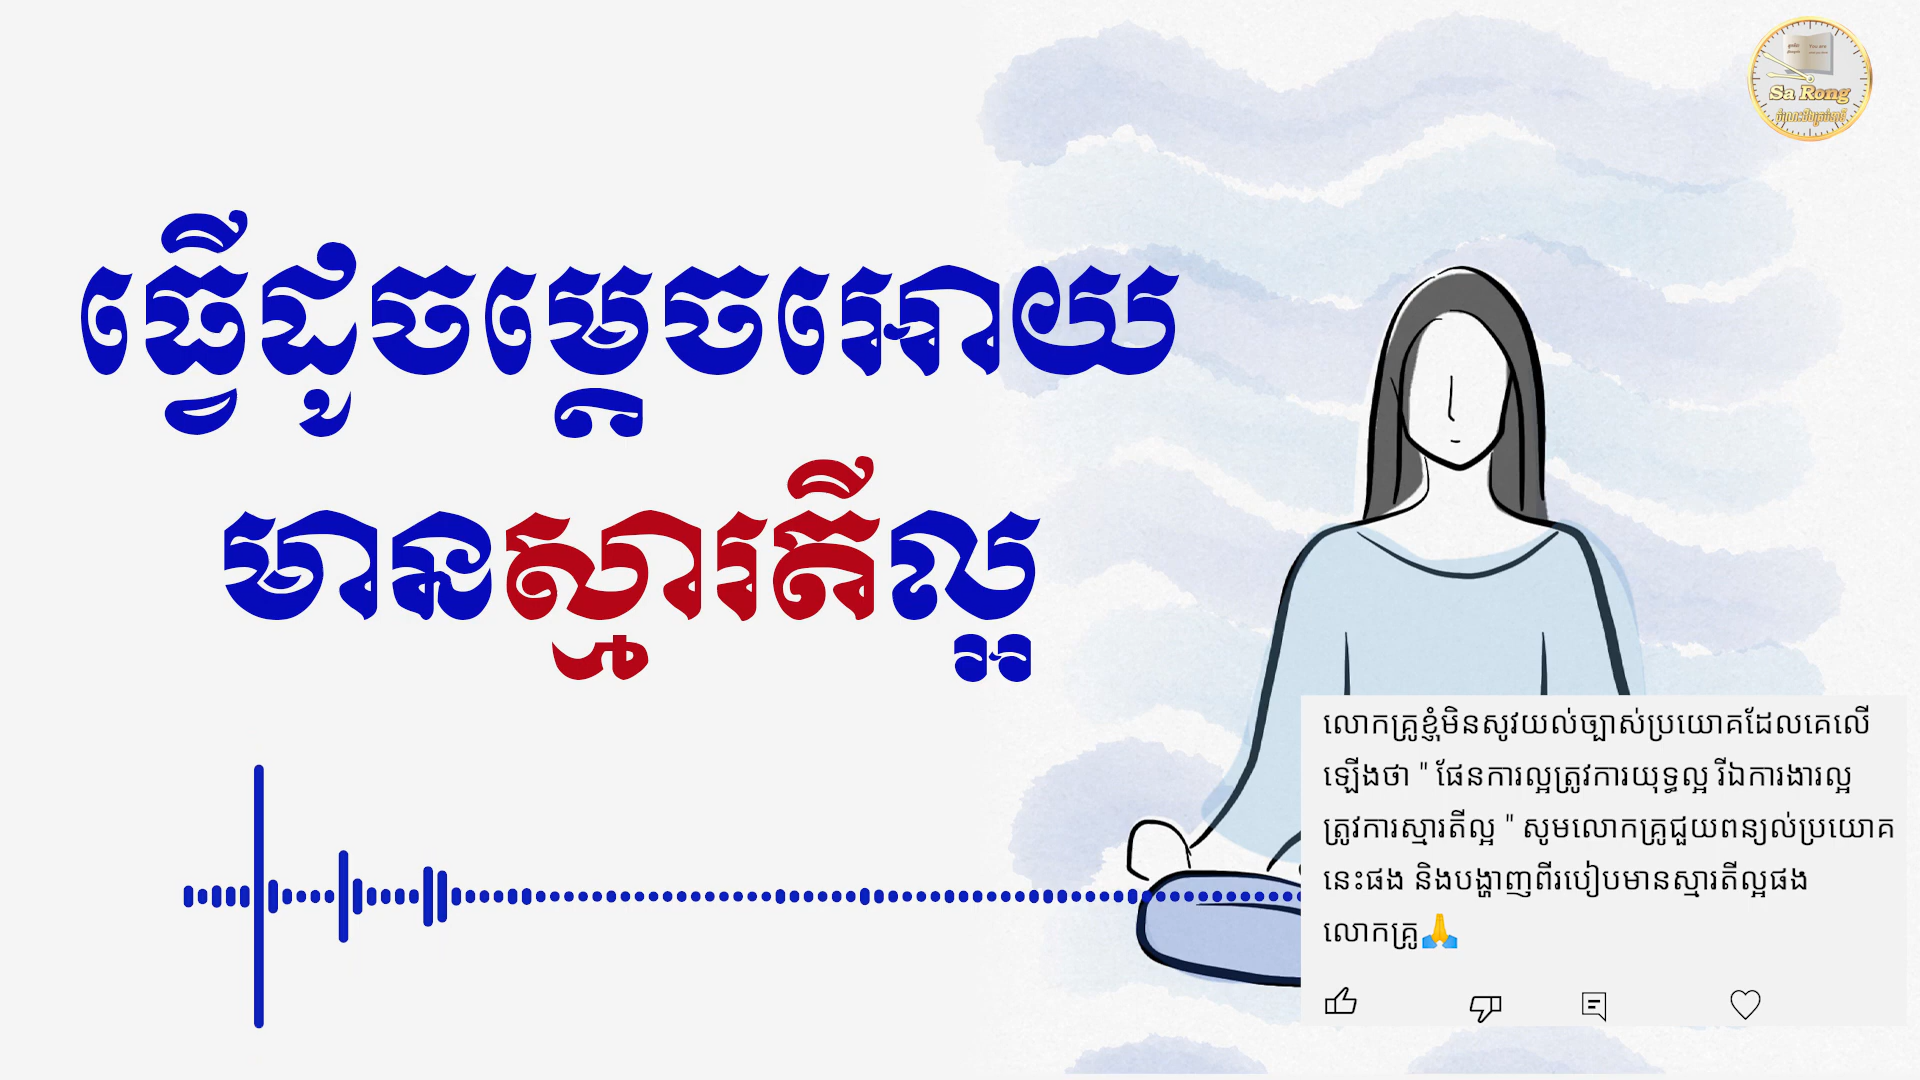 ធ្វើដូចម្ដេចអោយ
មានស្មារតីល្អ
You are
Sa Rong
លោកគ្រូខ្ញុំមិនសូវយល់ច្បាស់ប្រយោគដែលគេលើ
ឡើងថា " ផែនការល្អត្រូវការយុទ្ធល្អ រីឯការងារល្អ
ត្រូវការស្មារតីល្អ " សូមលោកគ្រូជួយពន្យល់ប្រយោគ
នេះផង និងបង្ហាញពីរបៀបមានស្មារតីល្អផង
លោកគ្រូ🙏